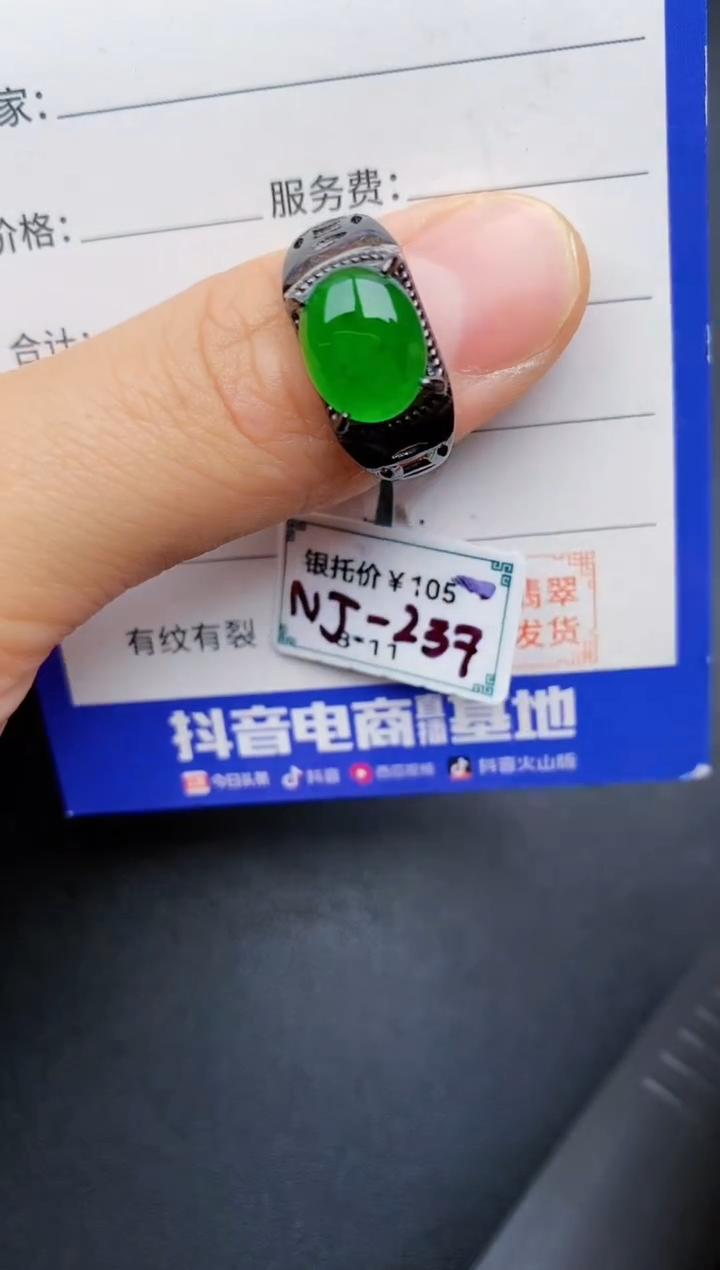 家：
服务费：
价格：
合计：
银托价￥105
NJ-237
8-11
有纹有裂
翡翠
发货
抖音电商直播基地
今日头条 抖音 西瓜视频 抖音火山版